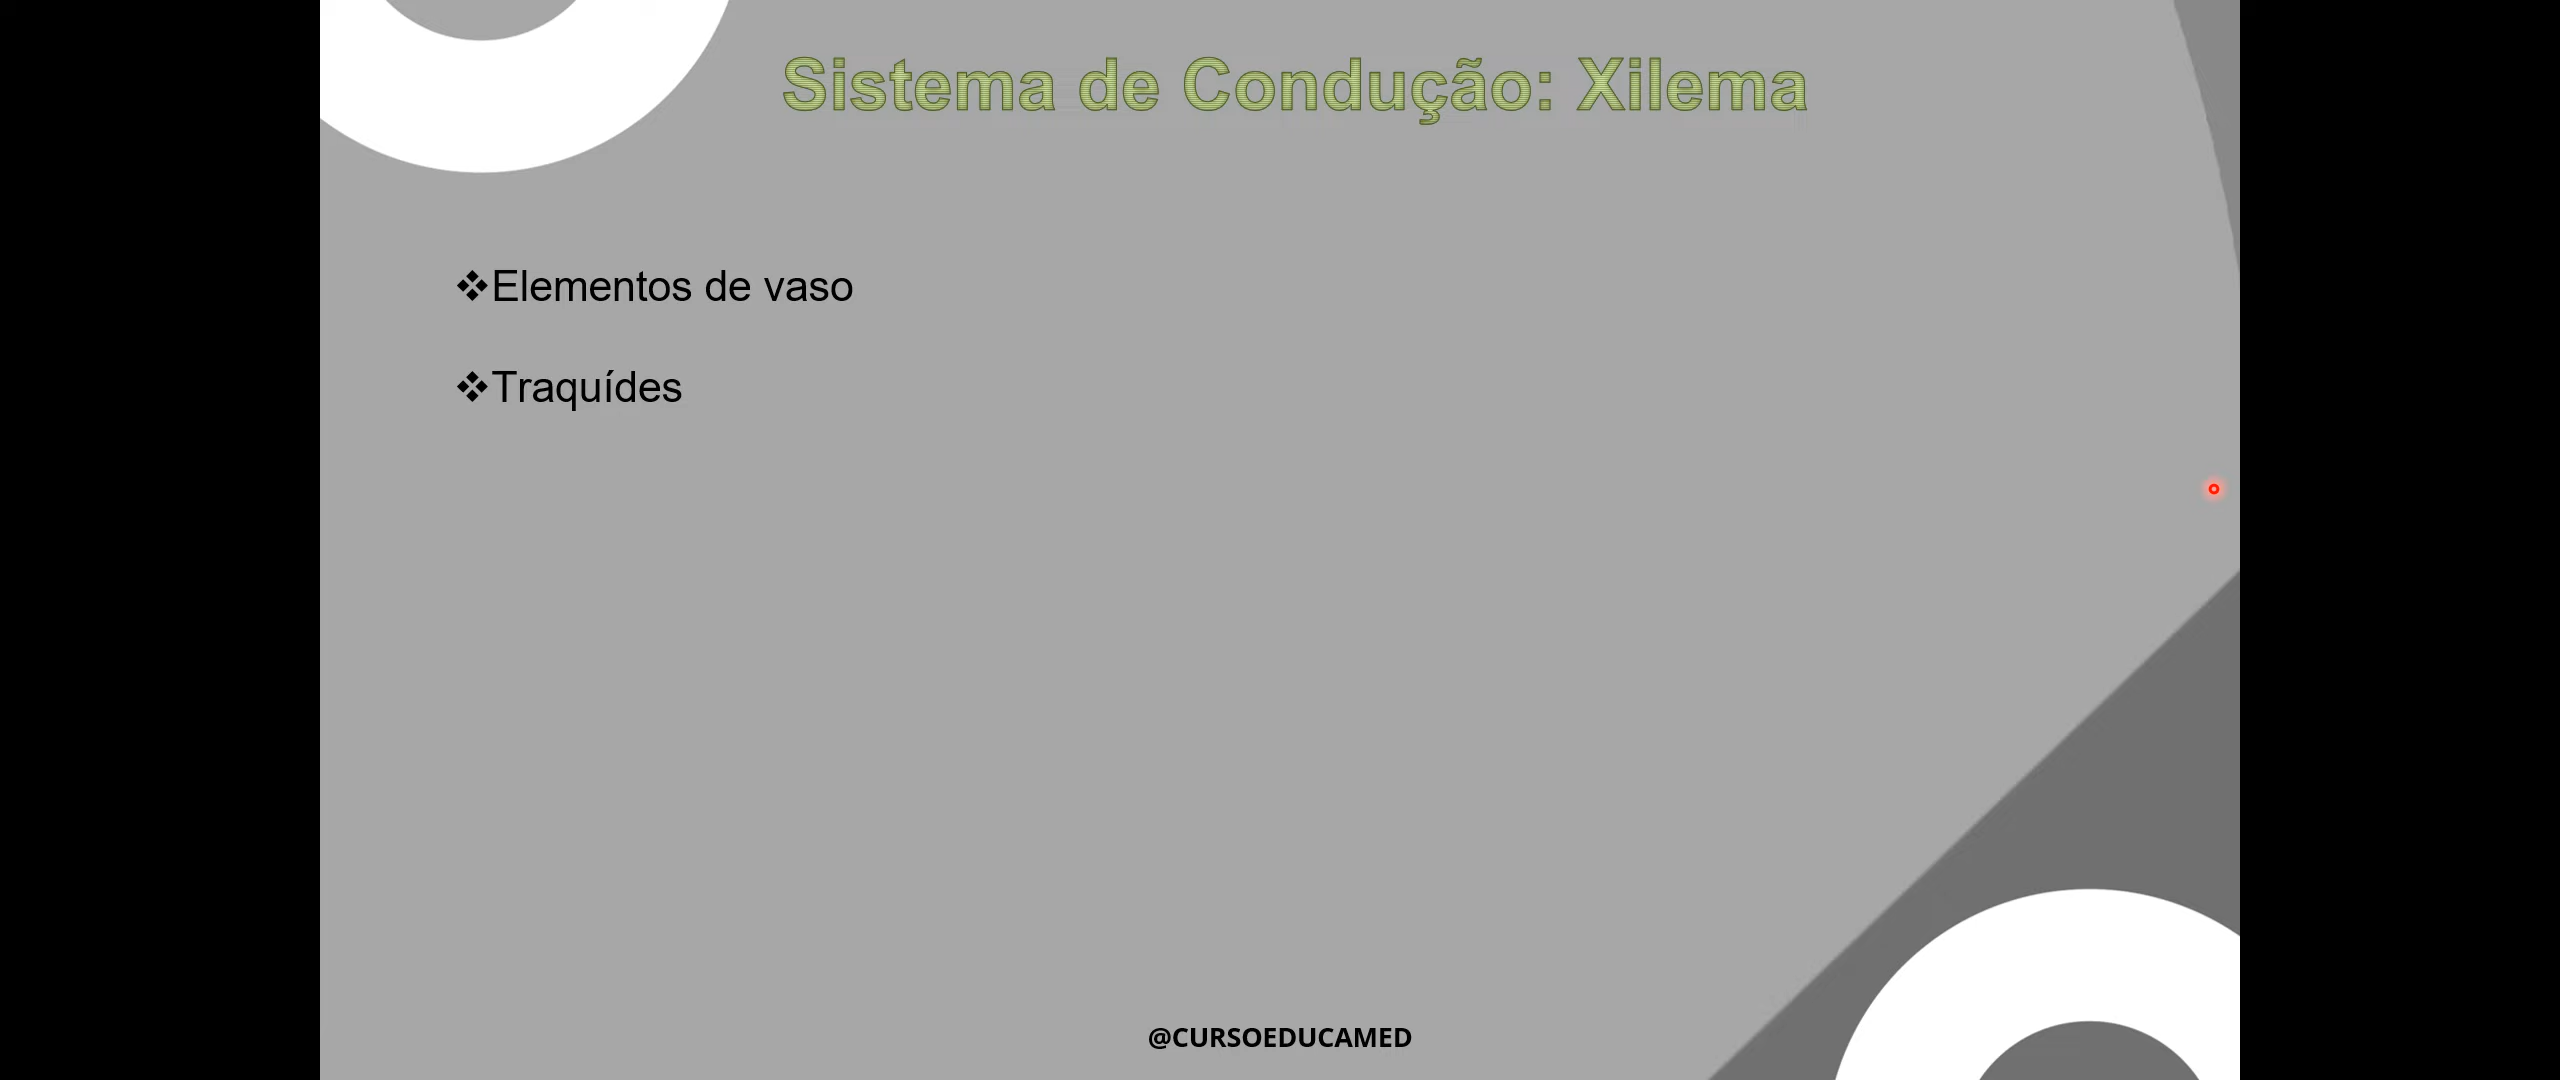 Sistema de Condução: Xilema
❖Elementos de vaso
❖Traquídes
@CURSOEDUCAMED